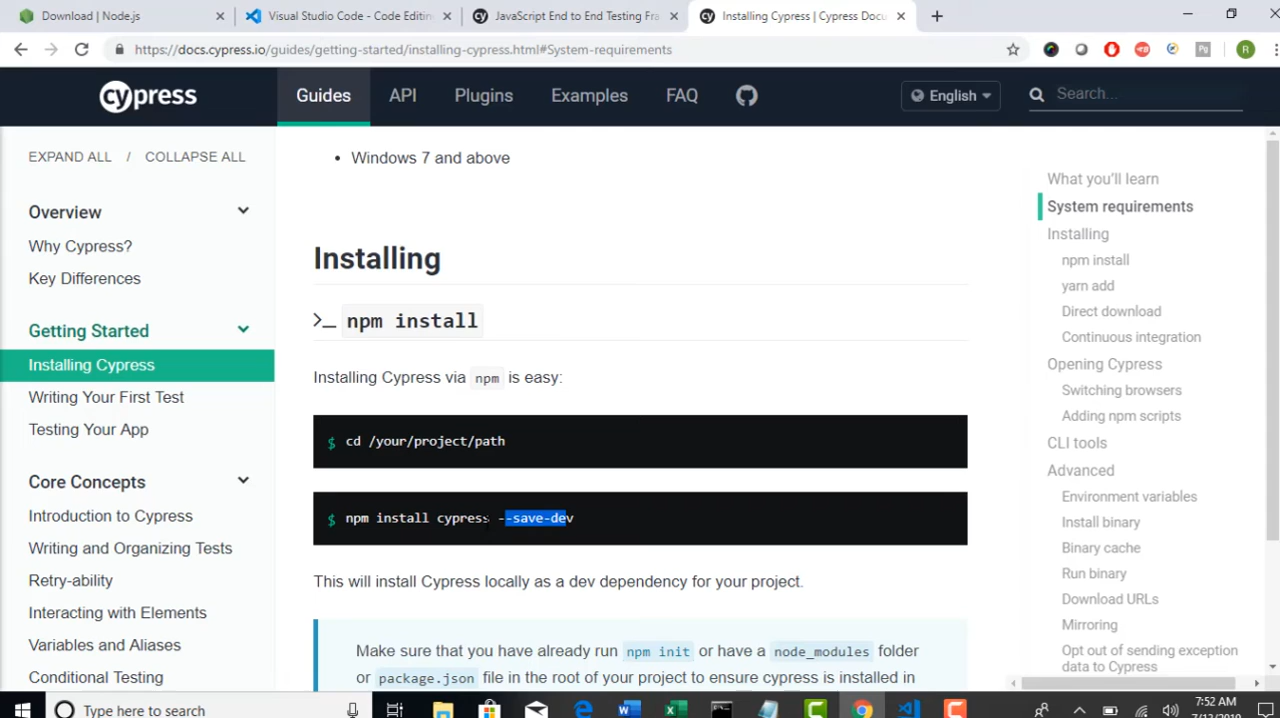 Download | Node.js
Visual Studio Code - Code Editin
JavaScript End to End Testing Fra
Installing Cypress | Cypress Docu
https://docs.cypress.io/guides/getting-started/installing-cypress.html#System-requirements
R
cypress
Guides
API
Plugins
Examples
FAQ
English
Search...
EXPAND ALL / COLLAPSE ALL
Overview
Why Cypress?
Key Differences
Getting Started
Installing Cypress
Writing Your First Test
Testing Your App
Core Concepts
Introduction to Cypress
Writing and Organizing Tests
Retry-ability
Interacting with Elements
Variables and Aliases
Conditional Testing
• Windows 7 and above
Installing
>_ npm install
Installing Cypress via npm is easy:
$ cd /your/project/path
$ npm install cypress --save-dev
This will install Cypress locally as a dev dependency for your project.
Make sure that you have already run npm init or have a node_modules folder
or package.json file in the root of your project to ensure cypress is installed in
What you'll learn
System requirements
Installing
npm install
yarn add
Direct download
Continuous integration
Opening Cypress
Switching browsers
Adding npm scripts
CLI tools
Advanced
Environment variables
Install binary
Binary cache
Run binary
Download URLs
Mirroring
Opt out of sending exception
data to Cypress
Type here to search
7:52 AM